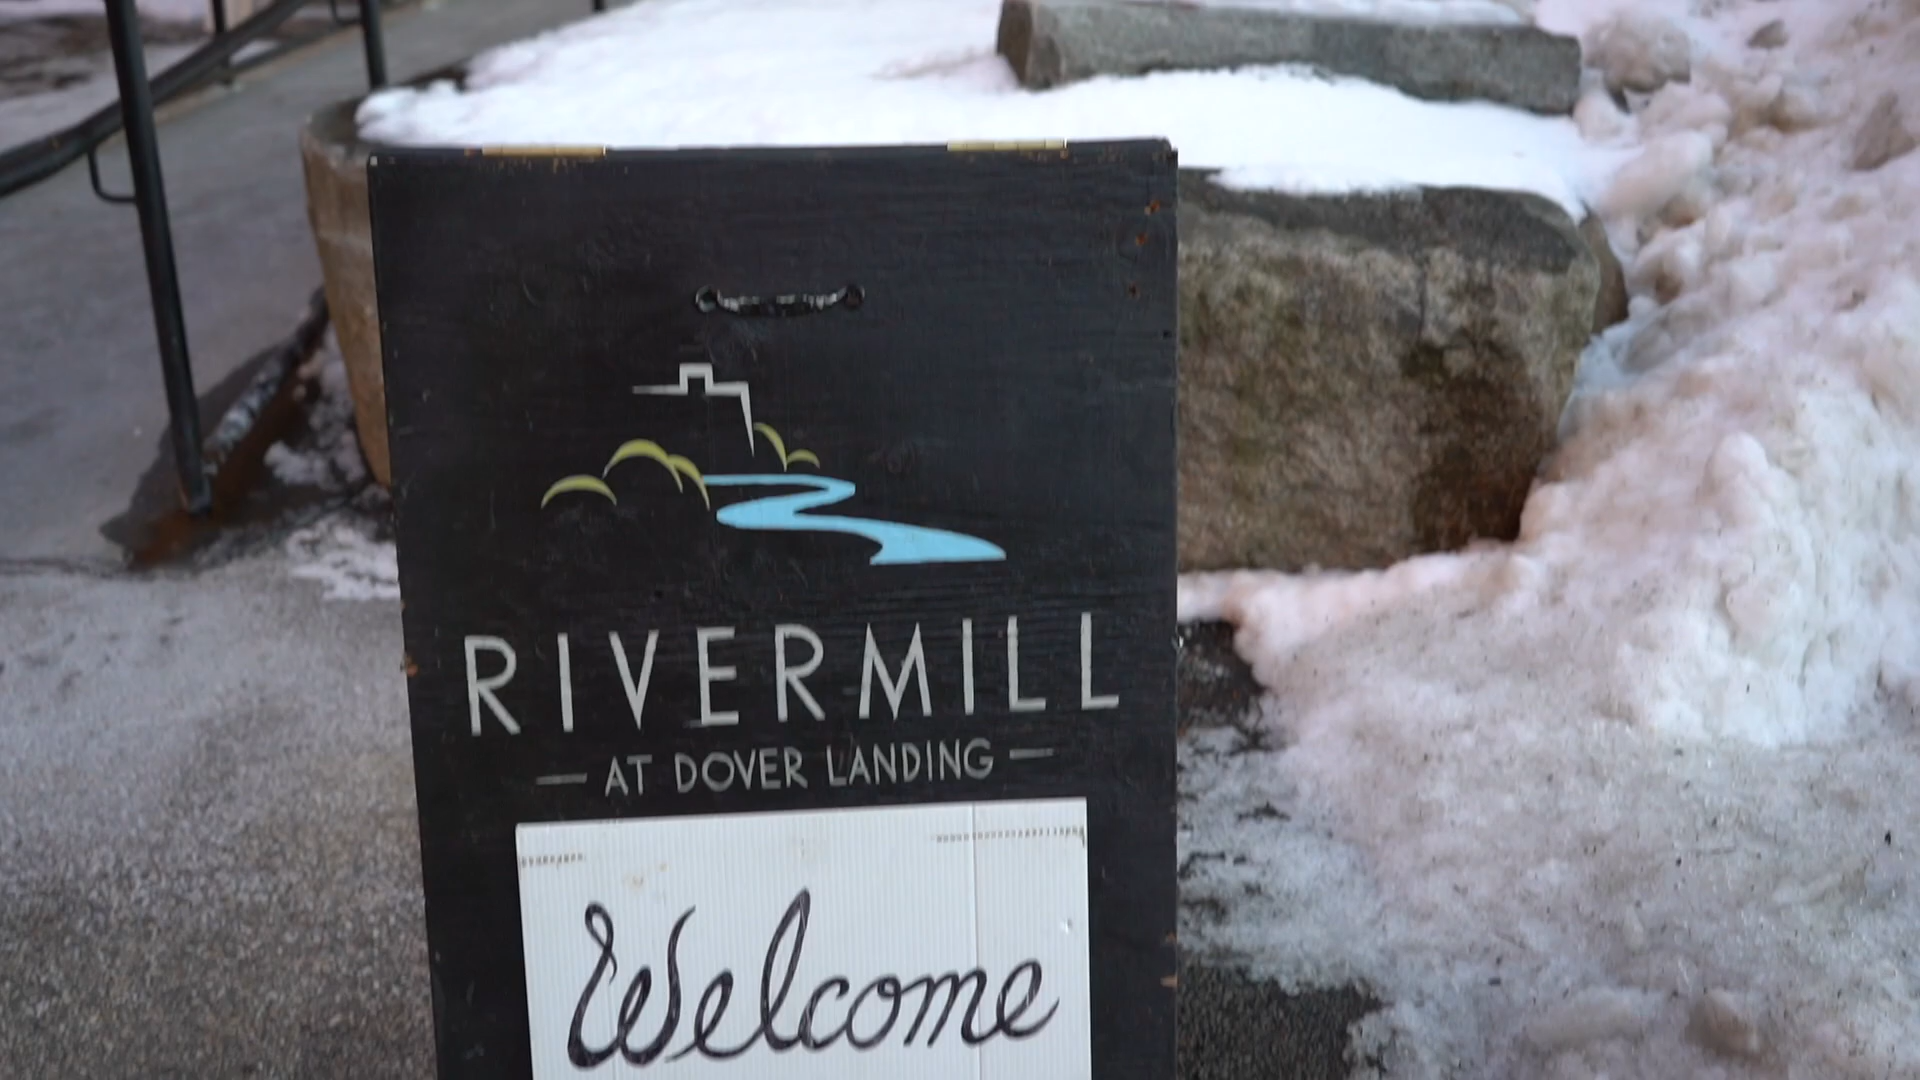 RIVERMILL
— AT DOVER LANDING —
Welcome